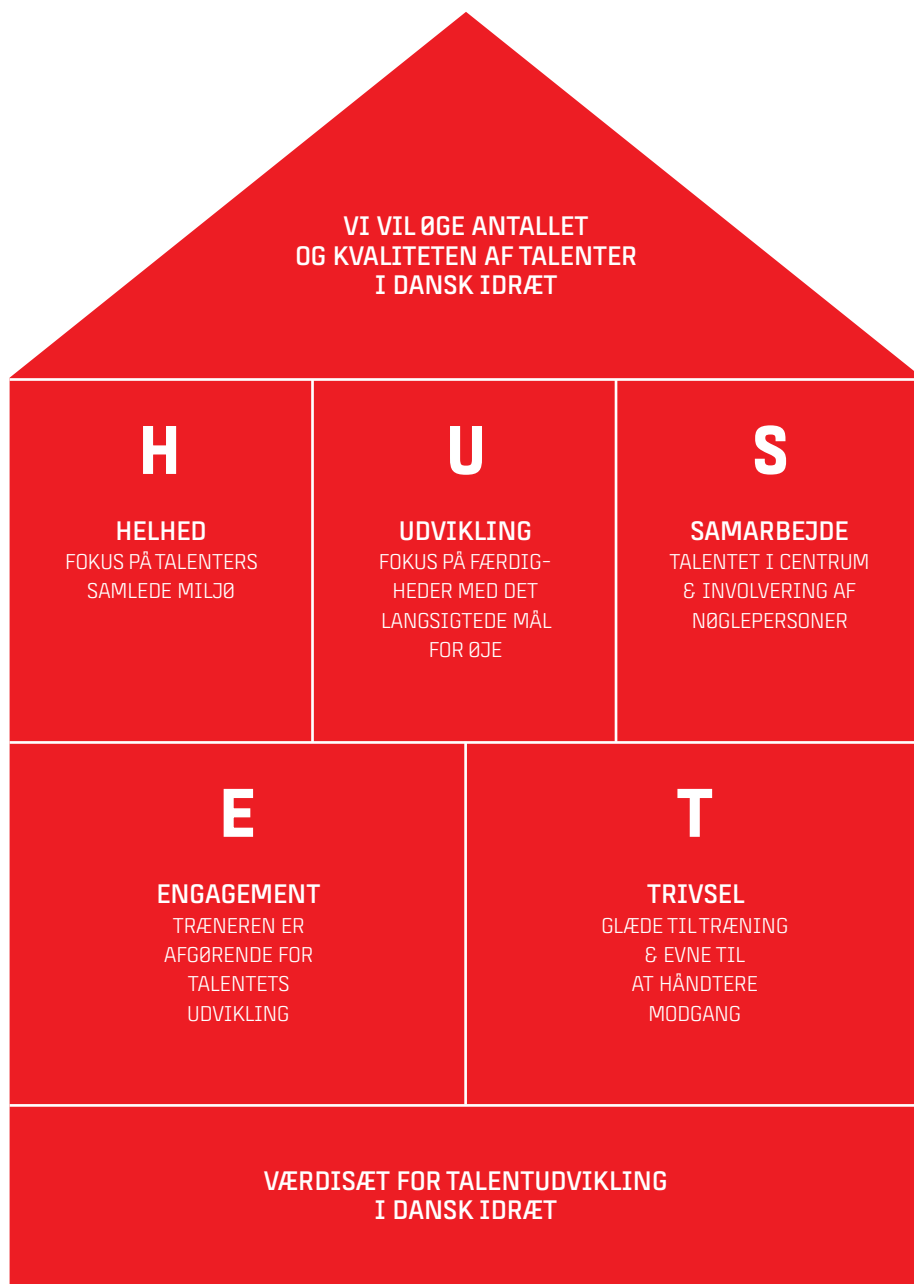 VI VIL ØGE ANTALLET
OG KVALITETEN AF TALENTER
I DANSK IDRÆT
H
HELHED
FOKUS PÅ TALENTERS
SAMLEDE MILJØ
U
UDVIKLING
FOKUS PÅ FÆRDIG-
HEDER MED DET
LANGSIGTEDE MÅL
FOR ØJE
S
SAMARBEJDE
TALENTET I CENTRUM
& INVOLVERING AF
NØGLEPERSONER
E
ENGAGEMENT
TRÆNEREN ER
AFGØRENDE FOR
TALENTETS
UDVIKLING
T
TRIVSEL
GLÆDE TIL TRÆNING
& EVNE TIL
AT HÅNDTERE
MODGANG
VÆRDISÆT FOR TALENTUDVIKLING
I DANSK IDRÆT